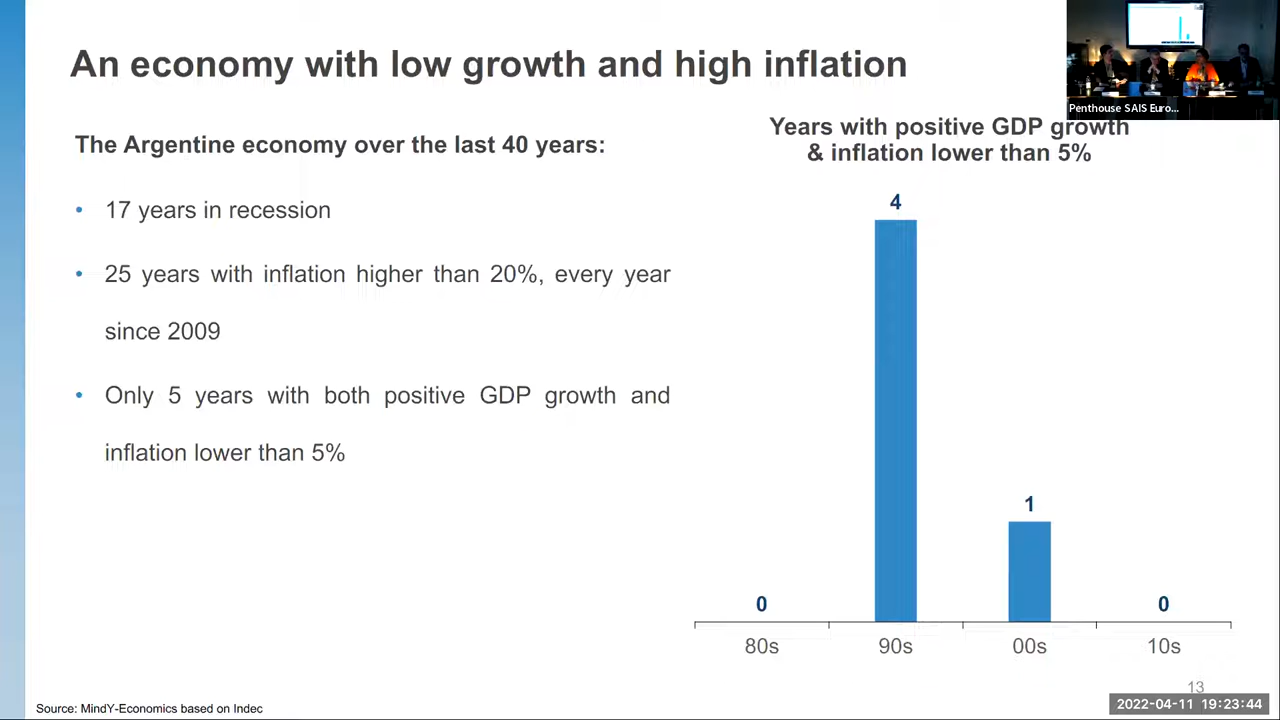 An economy with low growth and high inflation
Penthouse SAIS Euro...
The Argentine economy over the last 40 years:
• 17 years in recession
• 25 years with inflation higher than 20%, every year
since 2009
• Only 5 years with both positive GDP growth and
inflation lower than 5%
Years with positive GDP growth
& inflation lower than 5%
4
1
0
0
80s
90s
00s
10s
13
Source: MindY-Economics based on Indec
2022-04-11 19:23:44